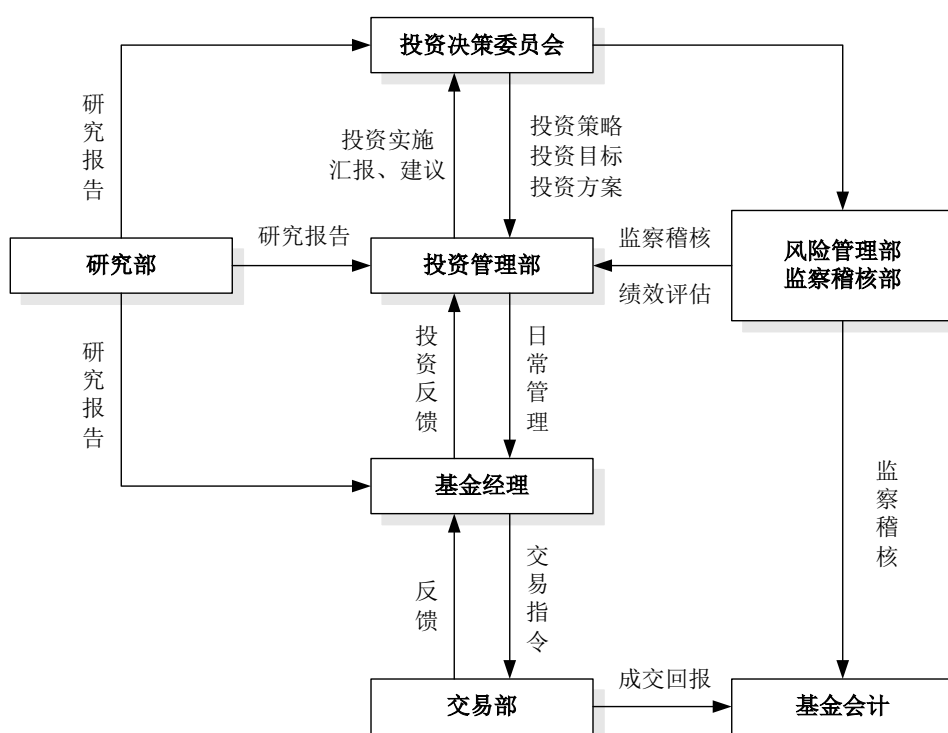 投资决策委员会
研究报告
投资实施
汇报、建议
投资策略
投资目标
投资方案
研究部
研究报告
投资管理部
监察稽核
绩效评估
风险管理部
监察稽核部
研究报告
投资反馈
日常管理
基金经理
监察稽核
反馈
交易指令
交易部
成交回报
基金会计